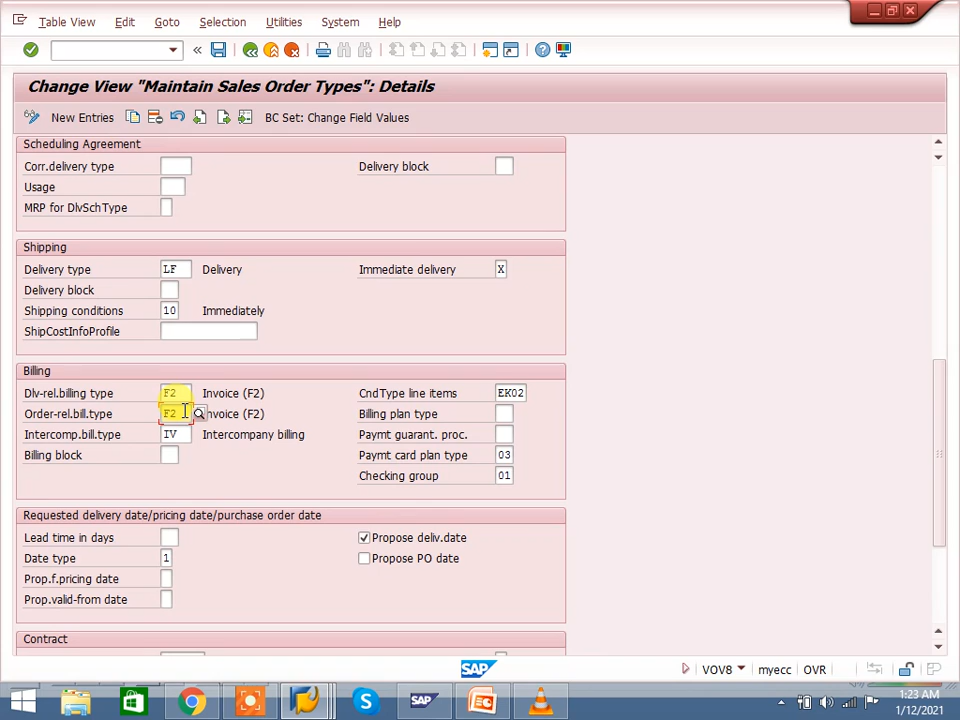 Table View Edit Goto Selection Utilities System Help
Change View "Maintain Sales Order Types": Details
New Entries BC Set: Change Field Values
Scheduling Agreement
Corr.delivery type Delivery block
Usage
MRP for DlvSchType
Shipping
Delivery type LF Delivery Immediate delivery X
Delivery block
Shipping conditions 10 Immediately
ShipCostInfoProfile
Billing
Dlv-rel.billing type F2 Invoice (F2) CndType line items EK02
Order-rel.bill.type F2 nvoice (F2) Billing plan type
Intercomp.bill.type IV Intercompany billing Paymt guarant. proc.
Billing block Paymt card plan type 03
Checking group 01
Requested delivery date/pricing date/purchase order date
Lead time in days Propose deliv.date
Date type 1 Propose PO date
Prop.f.pricing date
Prop.valid-from date
Contract
SAP VOV8 myecc OVR
SAP
1:23 AM
1/12/2021